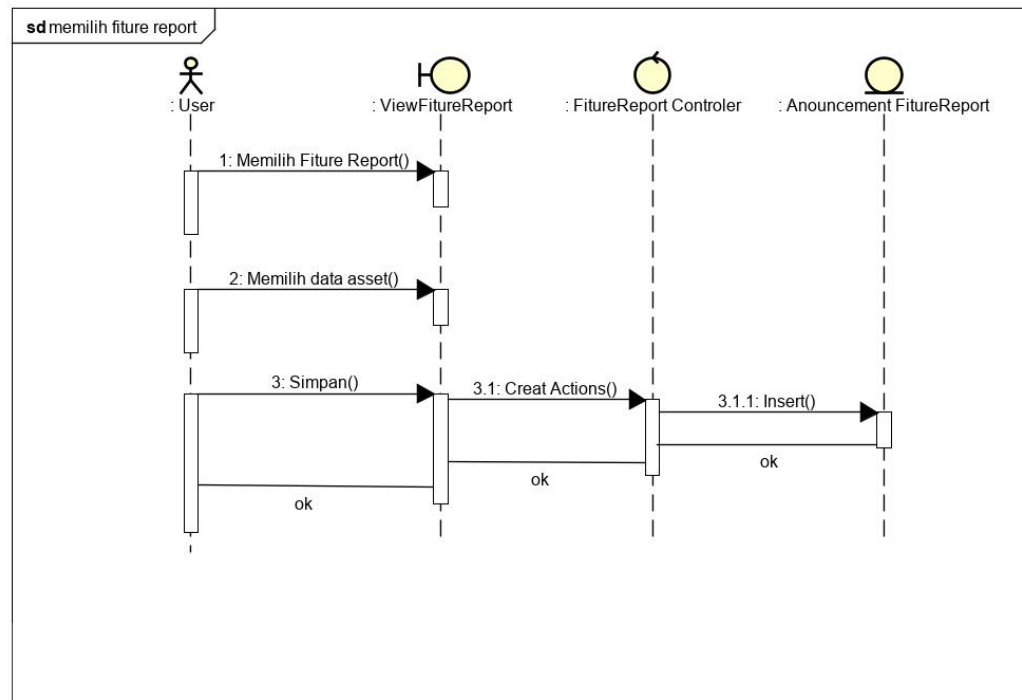 sd memilih fiture report
: User
: ViewFitureReport
: FitureReport Controler
: Anouncement FitureReport
1: Memilih Fiture Report()
2: Memilih data asset()
3: Simpan()
3.1: Creat Actions()
3.1.1: Insert()
ok
ok
ok